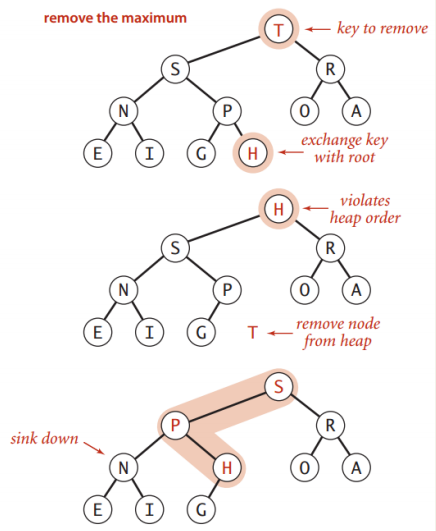 remove the maximum
T
key to remove
S
R
N
P
O
A
E
I
G
H
exchange key
with root
H
violates
heap order
S
R
N
P
O
A
E
I
G
T
remove node
from heap
S
P
R
sink down
N
H
O
A
E
I
G